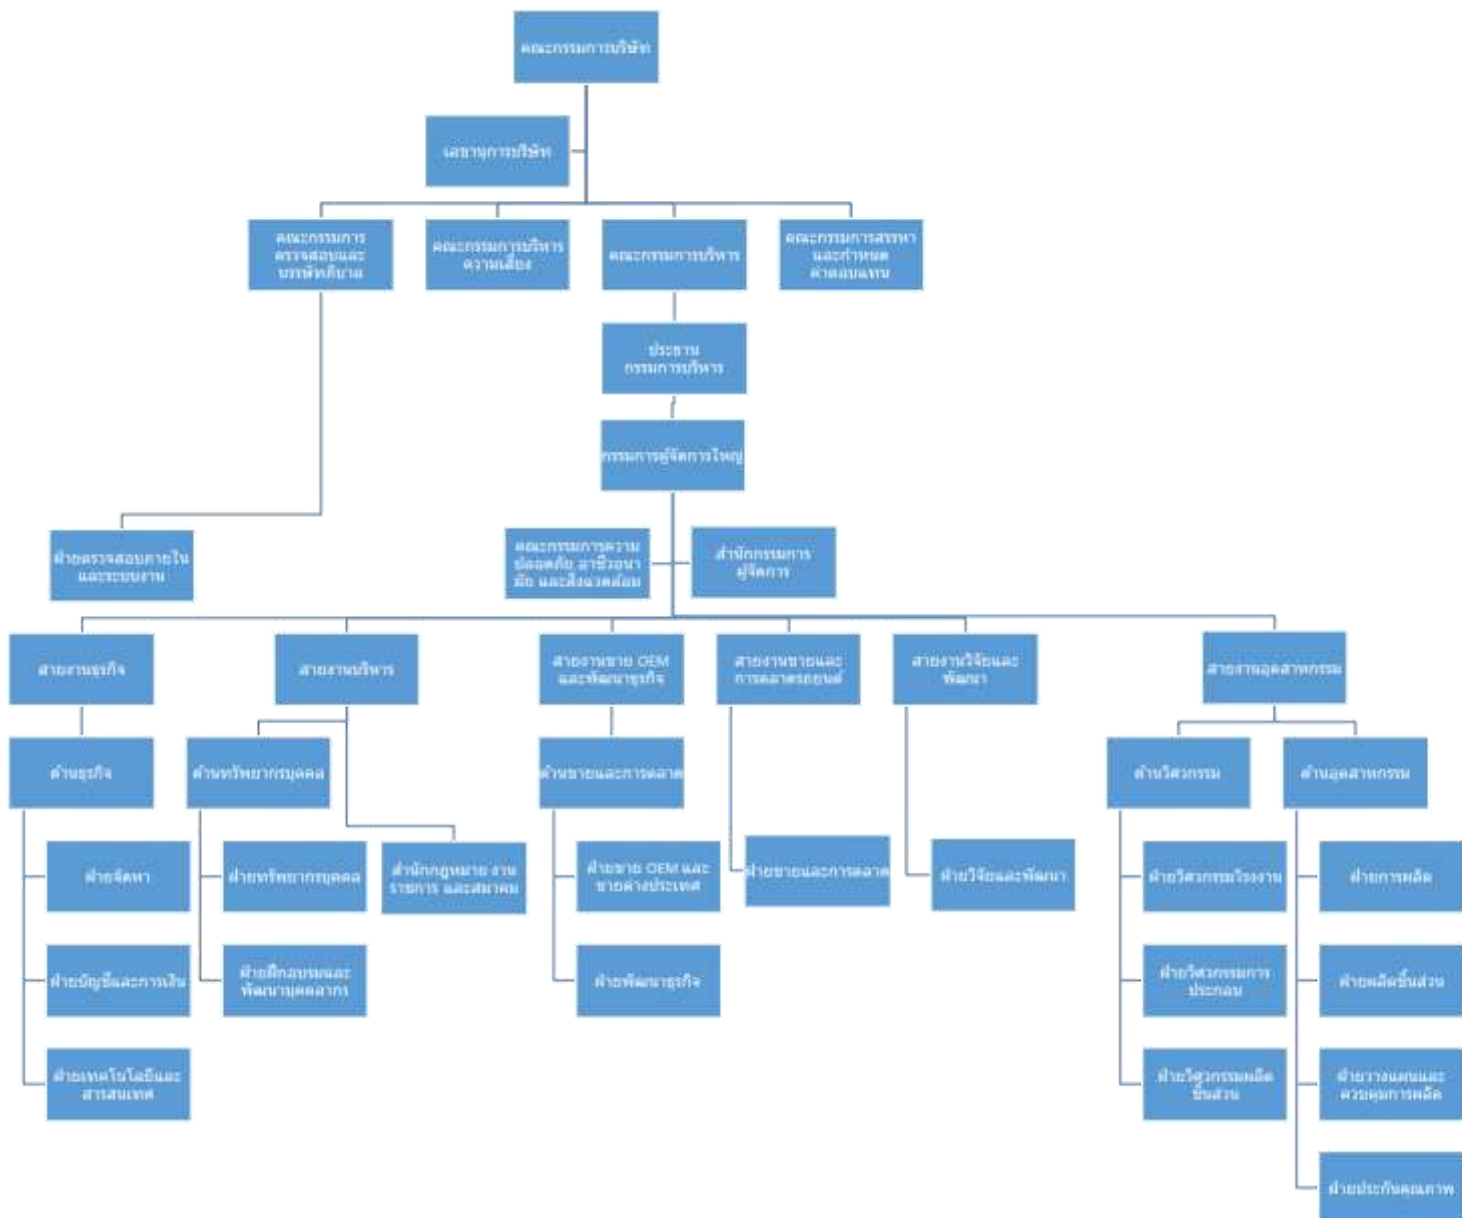 คณะกรรมการบริษัท
เลขานุการบริษัท
คณะกรรมการ
ตรวจสอบและ
บรรษัทภิบาล
คณะกรรมการบริหาร
ความเสี่ยง
คณะกรรมการบริหาร
คณะกรรมการสรรหา
และกำหนด
ค่าตอบแทน
ประธาน
กรรมการบริหาร
กรรมการผู้จัดการใหญ่
ฝ่ายตรวจสอบภายใน
และระบบงาน
คณะกรรมการความ
ปลอดภัย อาชีวอนา
มัย และสิ่งแวดล้อม
สำนักกรรมการ
ผู้จัดการ
สายงานธุรกิจ
สายงานบริหาร
สายงานขาย OEM
และพัฒนาธุรกิจ
สายงานขายและ
การตลาดรถยนต์
สายงานวิจัยและ
พัฒนา
สายงานอุตสาหกรรม
ด้านธุรกิจ
ด้านทรัพยากรบุคคล
ด้านขายและการตลาด
ด้านวิศวกรรม
ด้านอุตสาหกรรม
ฝ่ายจัดหา
ฝ่ายทรัพยากรบุคคล
สำนักกฎหมาย งาน
ราชการ และสมาคม
ฝ่ายขาย OEM และ
ขายต่างประเทศ
ฝ่ายขายและการตลาด
ฝ่ายวิจัยและพัฒนา
ฝ่ายวิศวกรรมโรงงาน
ฝ่ายการผลิต
ฝ่ายบัญชีและการเงิน
ฝ่ายฝึกอบรมและ
พัฒนาบุคคลากร
ฝ่ายพัฒนาธุรกิจ
ฝ่ายวิศวกรรมการ
ประกอบ
ฝ่ายผลิตชิ้นส่วน
ฝ่ายเทคโนโลยีและ
สารสนเทศ
ฝ่ายวิศวกรรมผลิต
ชิ้นส่วน
ฝ่ายวางแผนและ
ควบคุมการผลิต
ฝ่ายประกันคุณภาพ